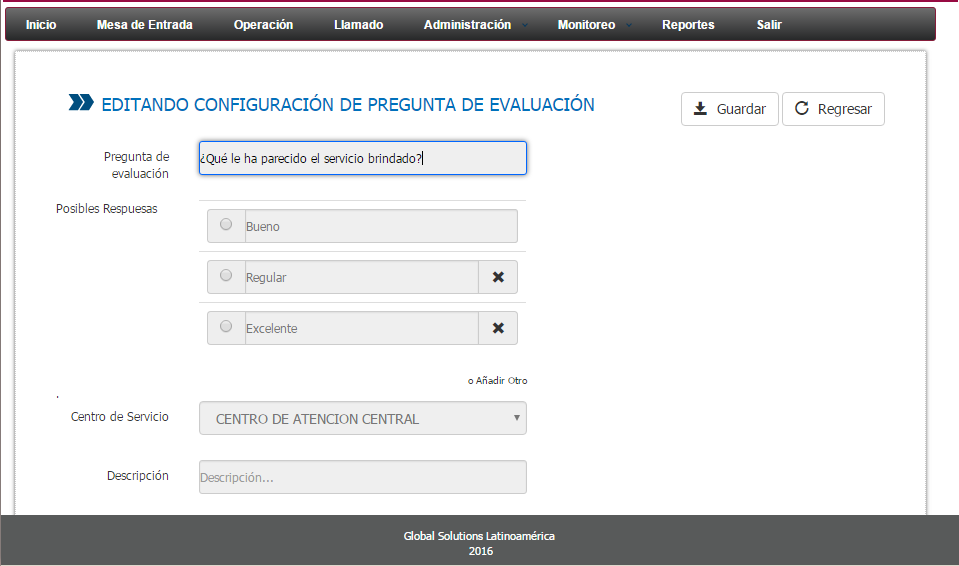 Inicio Mesa de Entrada Operación Llamado Administración Monitoreo Reportes Salir
EDITANDO CONFIGURACIÓN DE PREGUNTA DE EVALUACIÓN
Guardar Regresar
Pregunta de
evaluación
¿Qué le ha parecido el servicio brindado?
Posibles Respuesas
Bueno
Regular
Excelente
o Añadir Otro
.
Centro de Servicio CENTRO DE ATENCION CENTRAL
Descripción Descripción...
Global Solutions Latinoamérica
2016